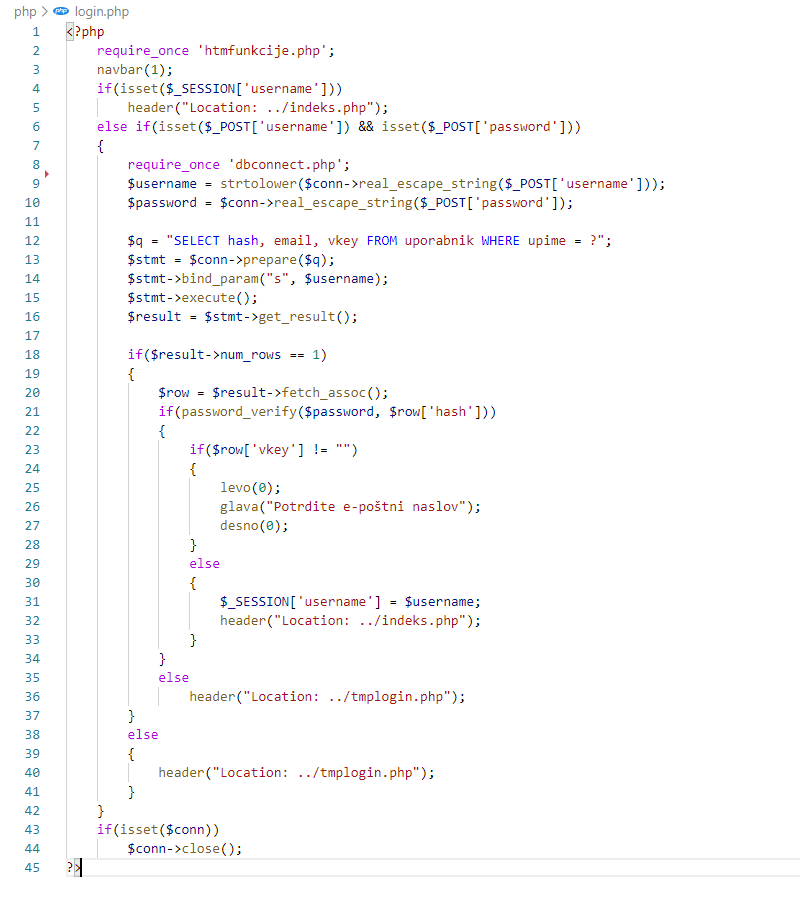 php > php login.php
1 <?php
2 require_once 'htmfunkcije.php';
3 navbar(1);
4 if(isset($_SESSION['username']))
5 header("Location: ../indeks.php");
6 else if(isset($_POST['username']) && isset($_POST['password']))
7 {
8 require_once 'dbconnect.php';
9 $username = strtolower($conn->real_escape_string($_POST['username']));
10 $password = $conn->real_escape_string($_POST['password']);
11
12 $q = "SELECT hash, email, vkey FROM uporabnik WHERE upime = ?";
13 $stmt = $conn->prepare($q);
14 $stmt->bind_param("s", $username);
15 $stmt->execute();
16 $result = $stmt->get_result();
17
18 if($result->num_rows == 1)
19 {
20 $row = $result->fetch_assoc();
21 if(password_verify($password, $row['hash']))
22 {
23 if($row['vkey'] != "")
24 {
25 levo(0);
26 glava("Potrdite e-poštni naslov");
27 desno(0);
28 }
29 else
30 {
31 $_SESSION['username'] = $username;
32 header("Location: ../indeks.php");
33 }
34 }
35 else
36 header("Location: ../tmplogin.php");
37 }
38 else
39 {
40 header("Location: ../tmplogin.php");
41 }
42 }
43 if(isset($conn))
44 $conn->close();
45 ?>